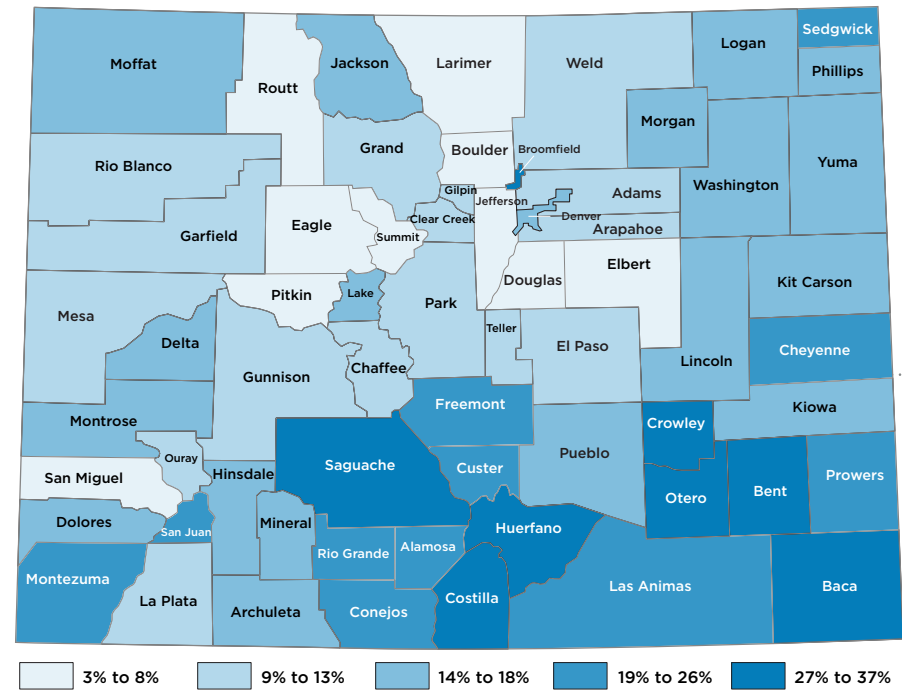 Sedgwick
Logan
Moffat
Jackson
Larimer
Weld
Phillips
Routt
Morgan
Grand
Boulder
Broomfield
Rio Blanco
Yuma
Washington
Gilpin
Adams
Jefferson
Clear Creek
Denver
Eagle
Arapahoe
Garfield
Summit
Elbert
Douglas
Kit Carson
Pitkin
Lake
Park
Mesa
Teller
Delta
El Paso
Cheyenne
Lincoln
Chaffee
Gunnison
Freemont
Kiowa
Montrose
Crowley
Pueblo
Ouray
Saguache
Custer
Hinsdale
San Miguel
Prowers
Bent
Otero
Dolores
Mineral
San Juan
Huerfano
Alamosa
Rio Grande
Montezuma
Las Animas
Baca
La Plata
Costilla
Archuleta
Conejos
3% to 8% 9% to 13% 14% to 18% 19% to 26% 27% to 37%